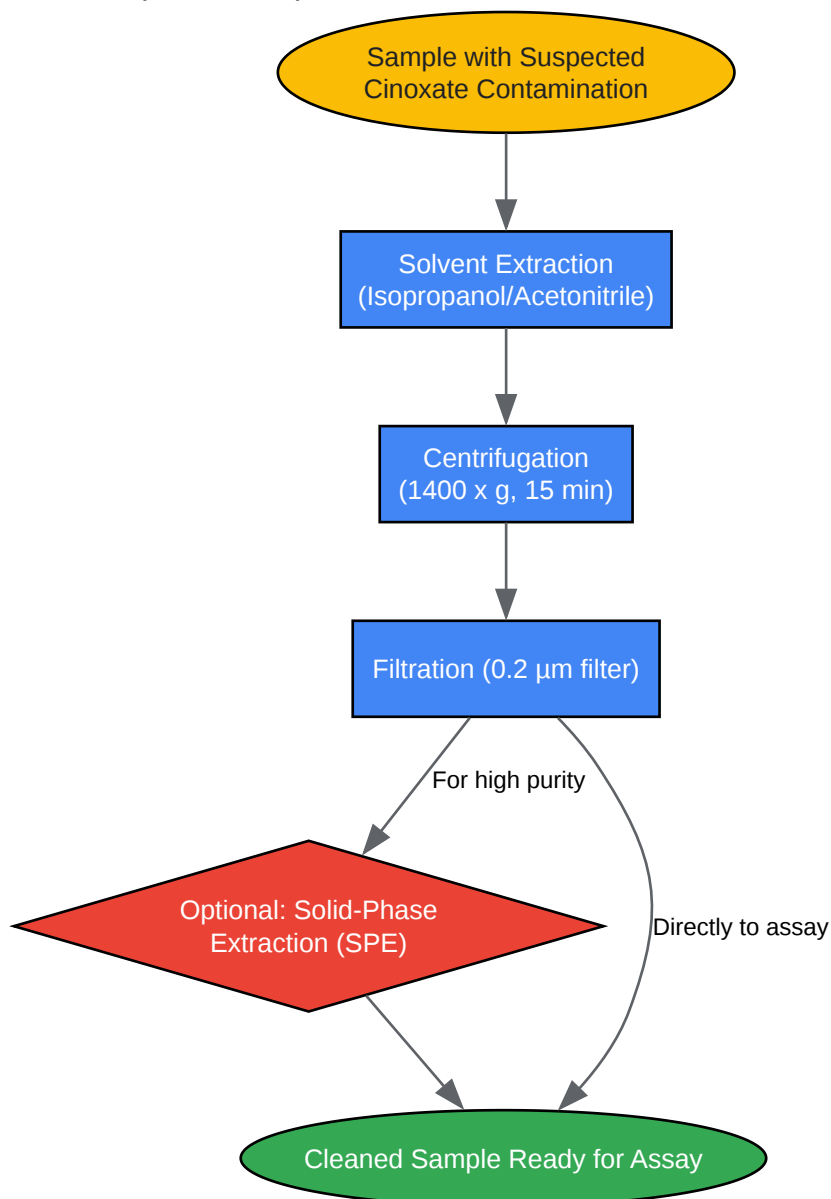 Sample with Suspected
Cinoxate Contamination
Solvent Extraction
(Isopropanol/Acetonitrile)
Centrifugation
(1400 x g, 15 min)
Filtration (0.2 µm filter)
For high purity
Optional: Solid-Phase
Extraction (SPE)
Directly to assay
Cleaned Sample Ready for Assay